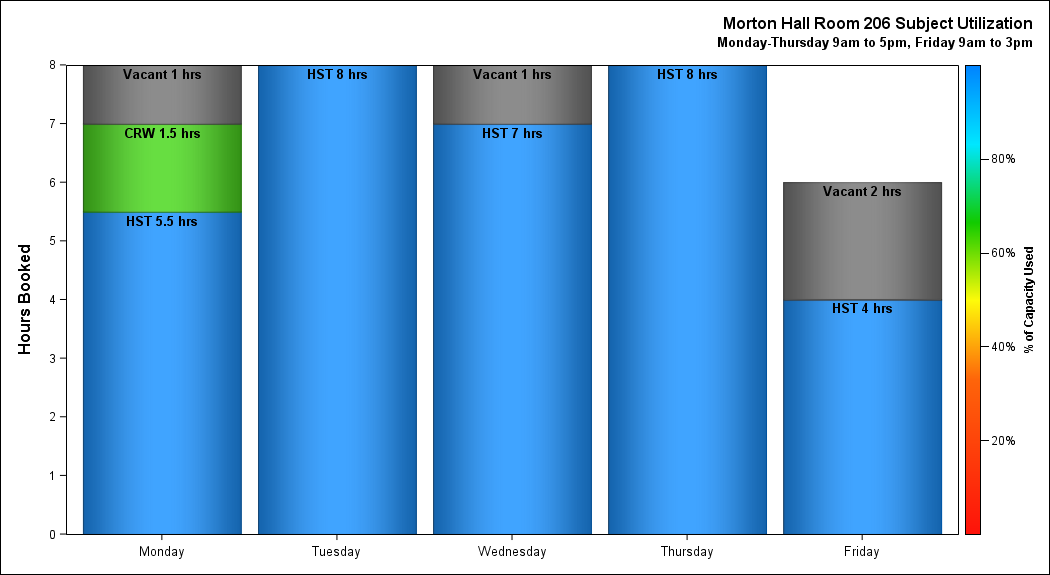 Morton Hall Room 206 Subject Utilization
Monday-Thursday 9am to 5pm, Friday 9am to 3pm
Hours Booked
8
7
6
5
4
3
2
1
0
Vacant 1 hrs
CRW 1.5 hrs
HST 5.5 hrs
HST 8 hrs
Vacant 1 hrs
HST 7 hrs
HST 8 hrs
Vacant 2 hrs
HST 4 hrs
Monday
Tuesday
Wednesday
Thursday
Friday
80%
60%
40%
20%
% of Capacity Used